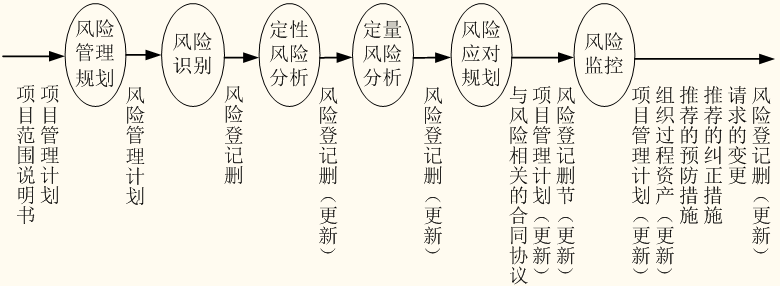 风险
管理
规划
风险
识别
定性
风险
分析
定量
风险
分析
风险
应对
规划
风险
监控
项目范围说明书
项目管理计划
风险管理计划
风险登记删
风险登记删（更新）
风险登记删（更新）
与风险相关的合同协议
项目管理计划（更新）
风险登记删节（更新）
项目管理计划（更新）
组织过程资产（更新）
推荐的预防措施
推荐的纠正措施
请求的变更
风险登记删（更新）